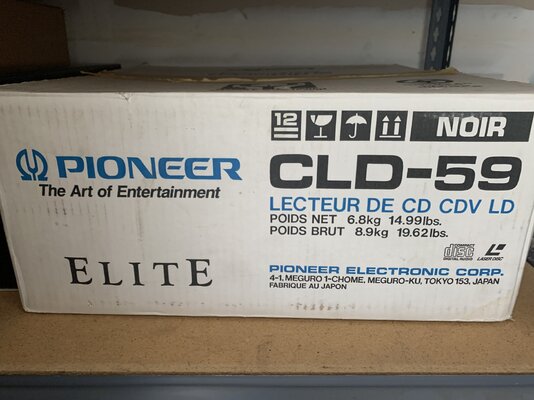 12
NOIR
PIONEER
The Art of Entertainment
CLD-59
LECTEUR DE CD CDV LD
POIDS NET 6.8kg 14.99lbs.
POIDS BRUT 8.9kg 19.62lbs.
COMPACT
disc
DIGITAL AUDIO
LASER DISC
ELITE
PIONEER ELECTRONIC CORP.
4-1, MEGURO 1-CHOME, MEGURO-KU, TOKYO 153, JAPAN
FABRIQUE AU JAPON